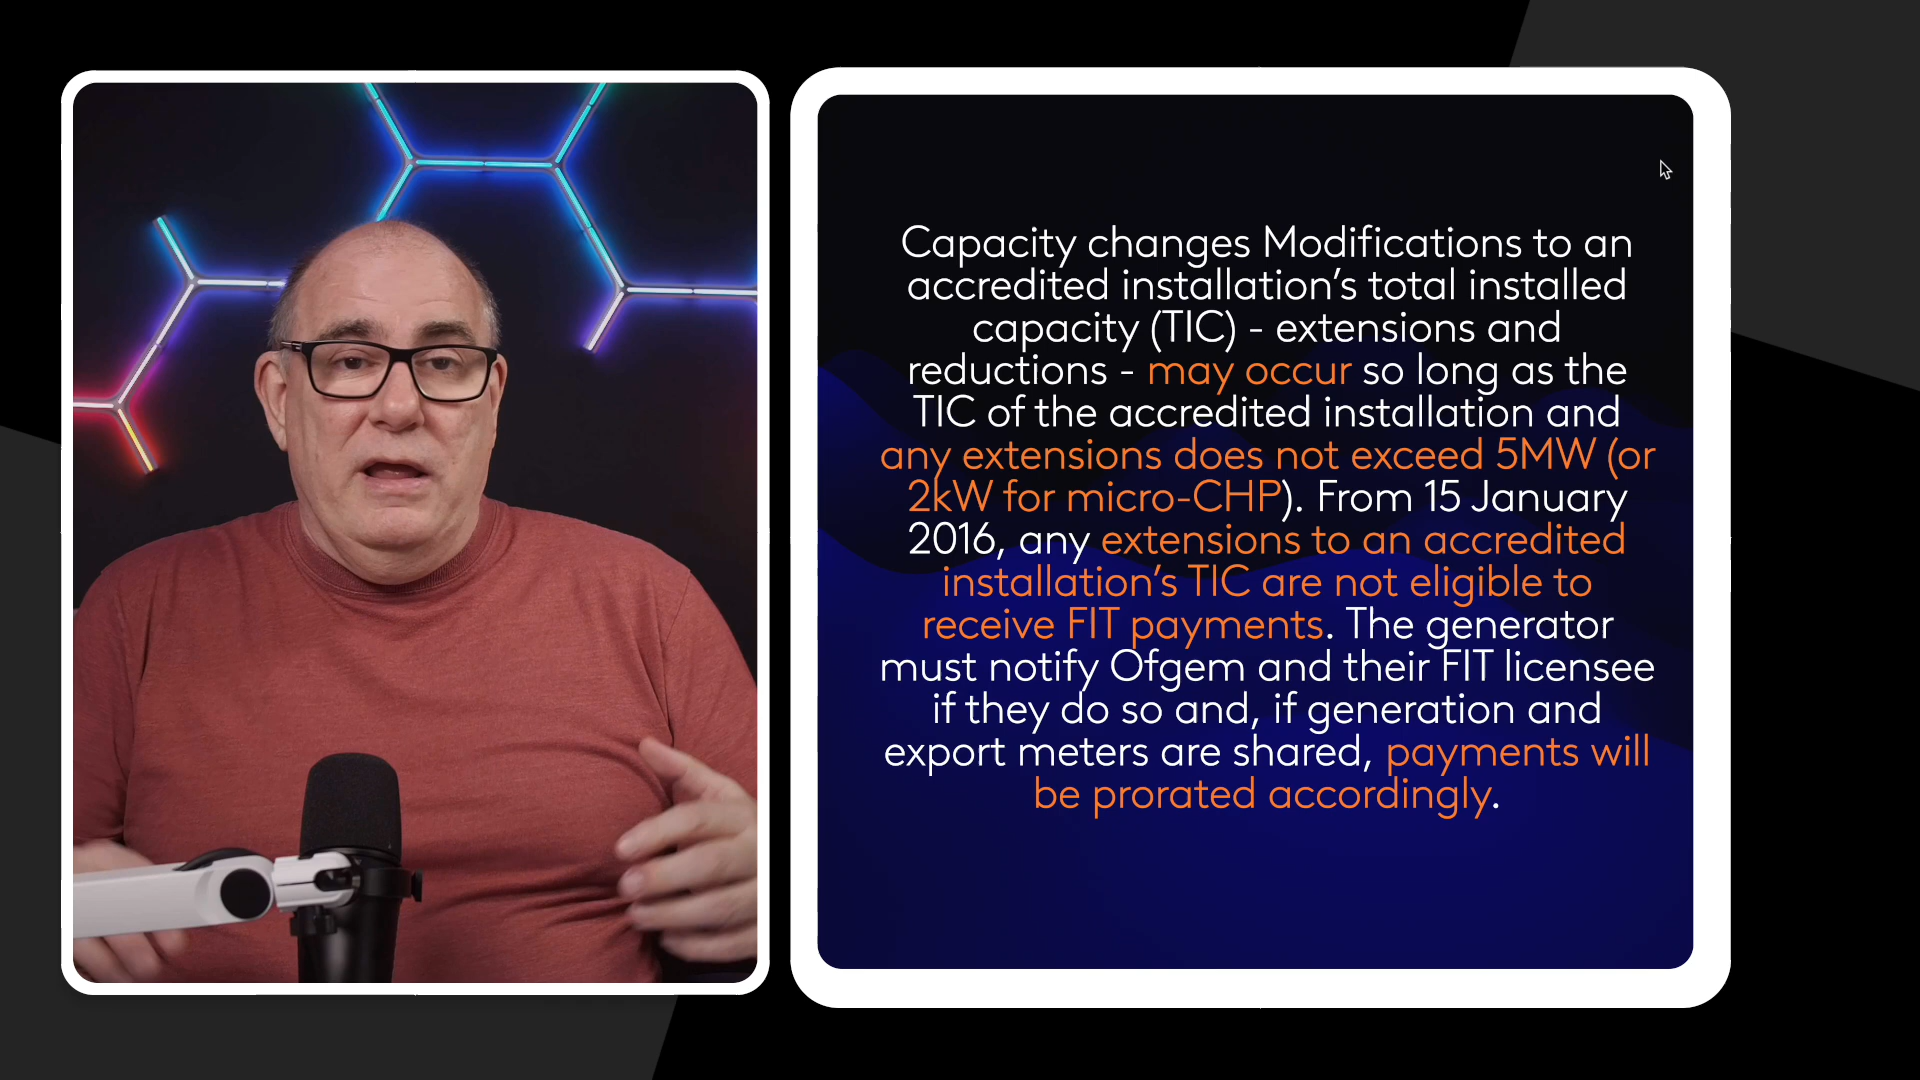 Capacity changes Modifications to an
accredited installation’s total installed
capacity (TIC) - extensions and
reductions - may occur so long as the
TIC of the accredited installation and
any extensions does not exceed 5MW (or
2kW for micro-CHP). From 15 January
2016, any extensions to an accredited
installation’s TIC are not eligible to
receive FIT payments. The generator
must notify Ofgem and their FIT licensee
if they do so and, if generation and
export meters are shared, payments will
be prorated accordingly.